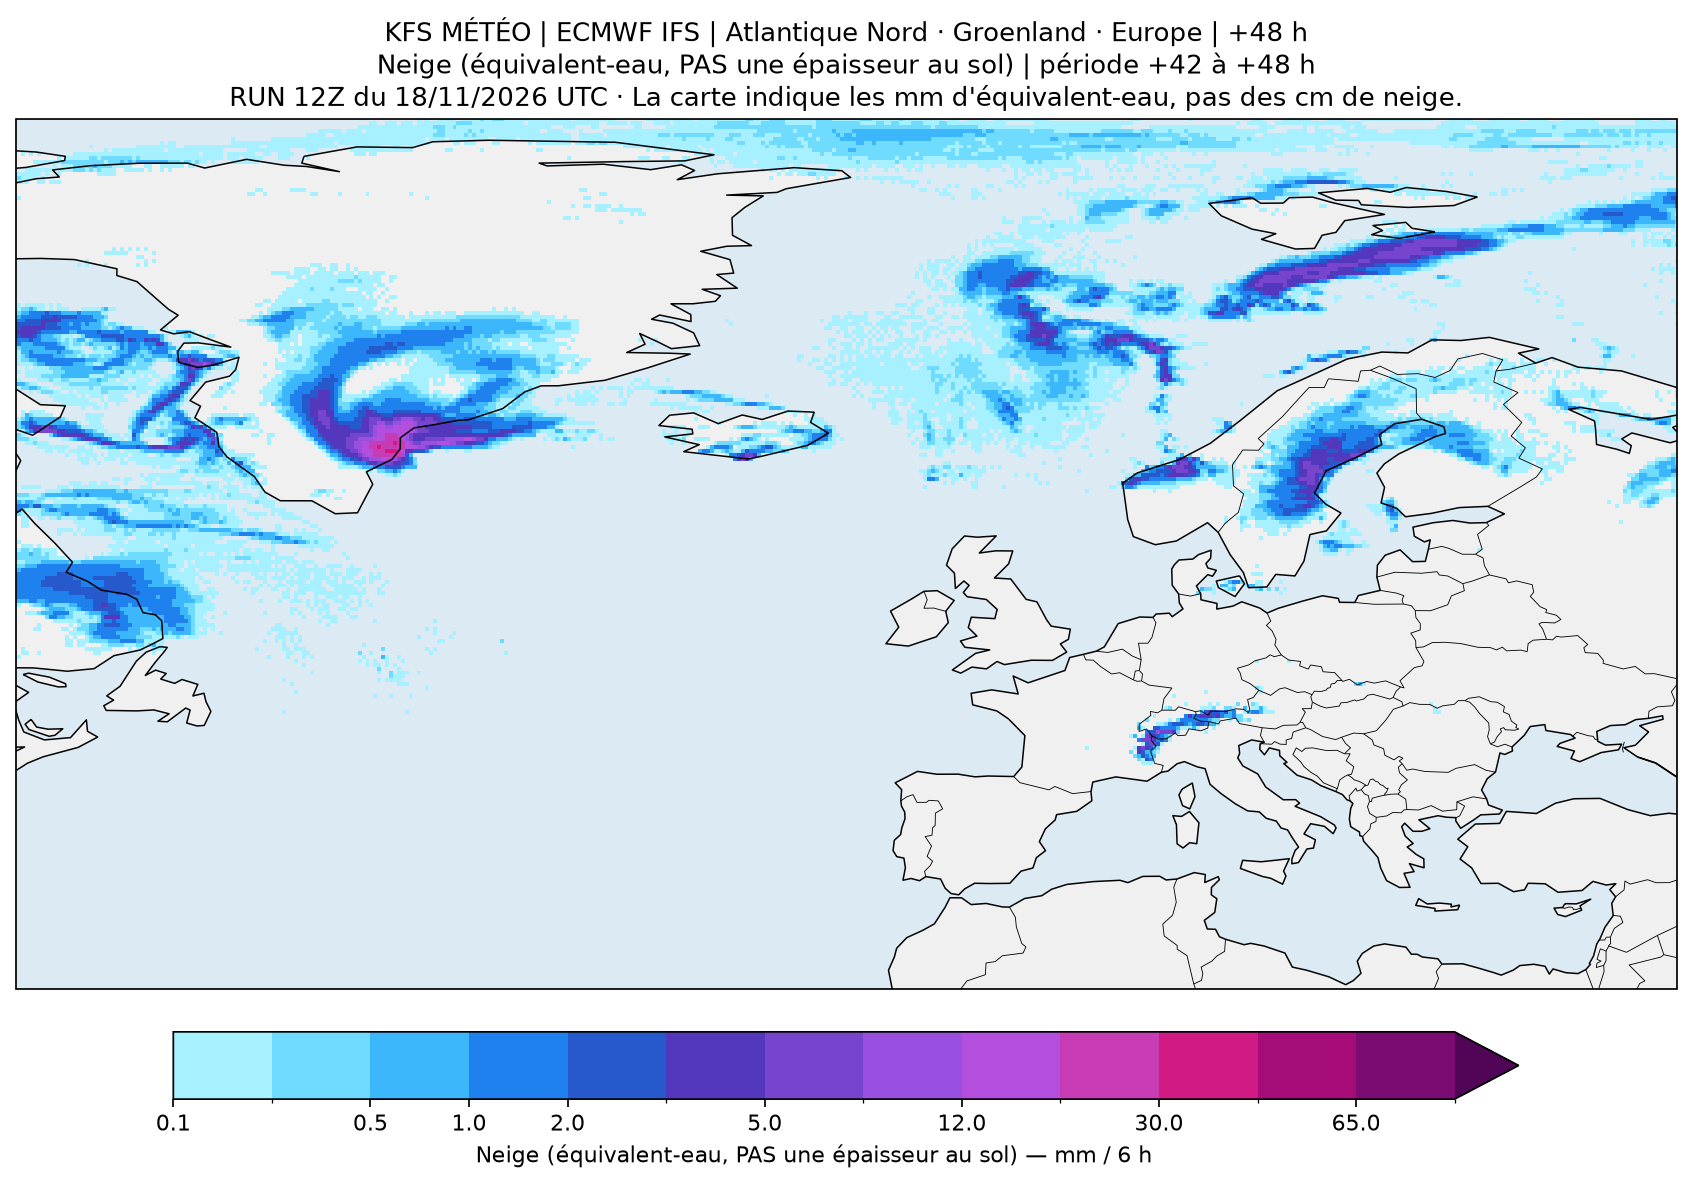 KFS MÉTÉO | ECMWF IFS | Atlantique Nord · Groenland · Europe | +48 h
Neige (équivalent-eau, PAS une épaisseur au sol) | période +42 à +48 h
RUN 12Z du 18/11/2026 UTC · La carte indique les mm d'équivalent-eau, pas des cm de neige.
0.1 0.5 1.0 2.0 5.0 12.0 30.0 65.0
Neige (équivalent-eau, PAS une épaisseur au sol) — mm / 6 h